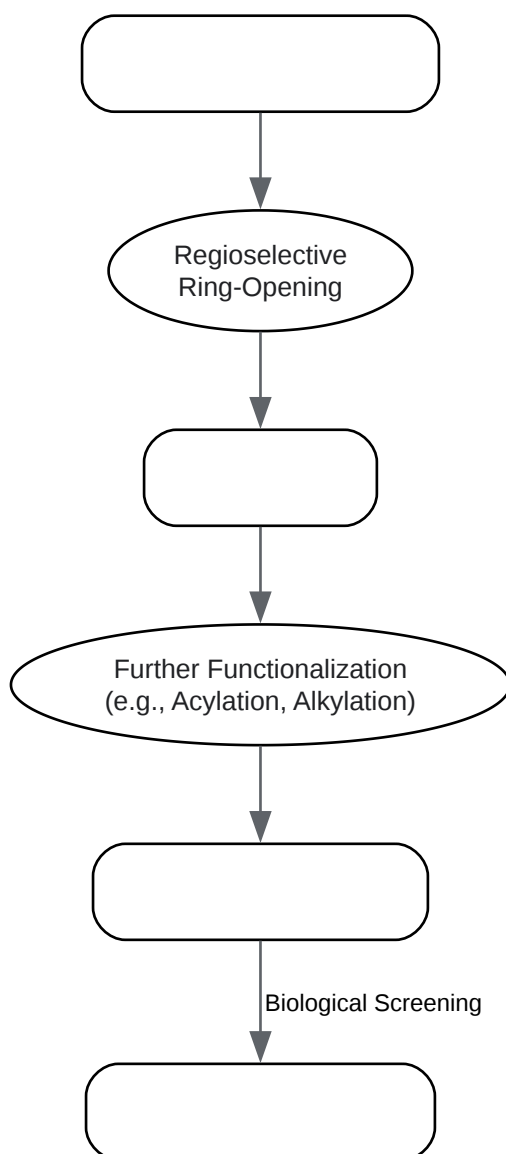 Regioselective
Ring-Opening
Further Functionalization
(e.g., Acylation, Alkylation)
Biological Screening